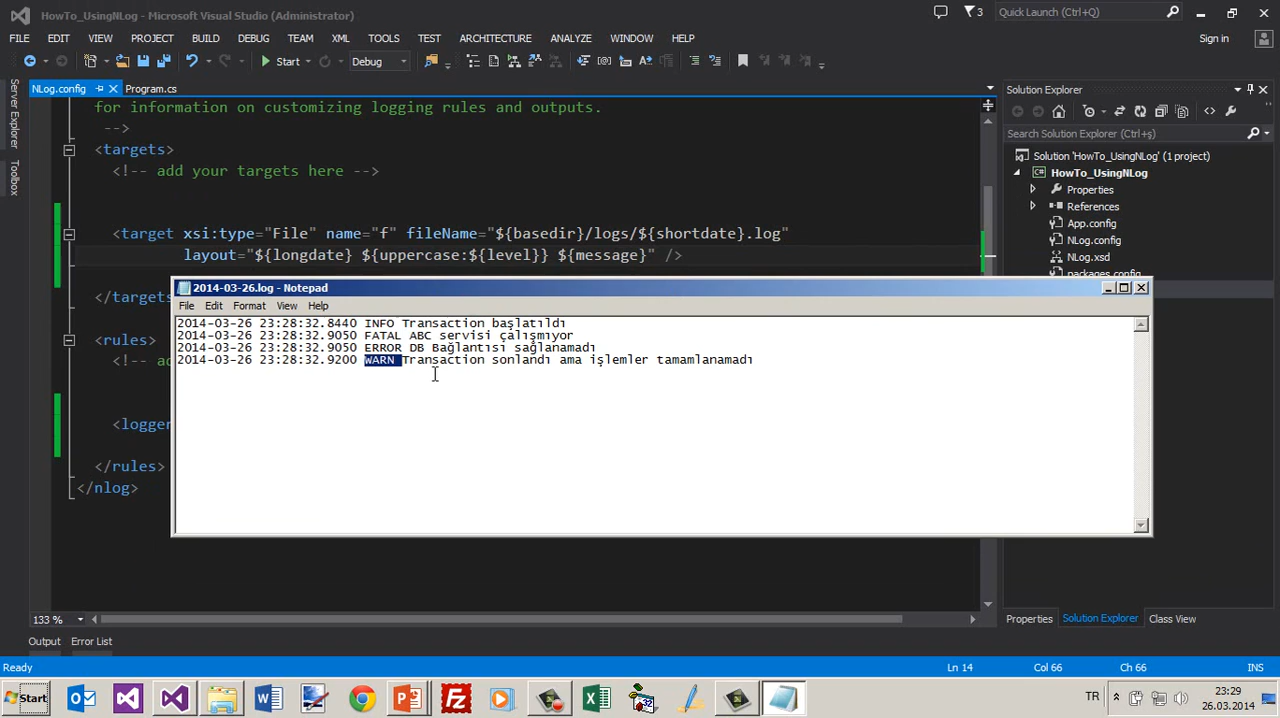 HowTo_UsingNLog - Microsoft Visual Studio (Administrator)
3
Quick Launch (Ctrl+Q)
FILE EDIT VIEW PROJECT BUILD DEBUG TEAM XML TOOLS TEST ARCHITECTURE ANALYZE WINDOW HELP
Sign in
Start Debug
Server Explorer
Toolbox
NLog.config Program.cs
for information on customizing logging rules and outputs.
-->
<targets>
<!-- add your targets here -->
<target xsi:type="File" name="f" fileName="${basedir}/logs/${shortdate}.log"
layout="${longdate} ${uppercase:${level}} ${message}" />
</targets
<rules>
<!-- ad
<logger
</rules>
</nlog>
2014-03-26.log - Notepad
File Edit Format View Help
2014-03-26 23:28:32.8440 INFO Transaction başlatıldı
2014-03-26 23:28:32.9050 FATAL ABC servisi çalışmıyor
2014-03-26 23:28:32.9050 ERROR DB Bağlantısı sağlanamadı
2014-03-26 23:28:32.9200 WARN Transaction sonlandı ama işlemler tamamlanamadı
Solution Explorer
Search Solution Explorer (Ctrl+ş)
Solution 'HowTo_UsingNLog' (1 project)
HowTo_UsingNLog
Properties
References
App.config
NLog.config
NLog.xsd
packages.config
133 %
Properties Solution Explorer Class View
Output Error List
Ready
Ln 14 Col 66 Ch 66 INS
Start
TR
23:29
26.03.2014